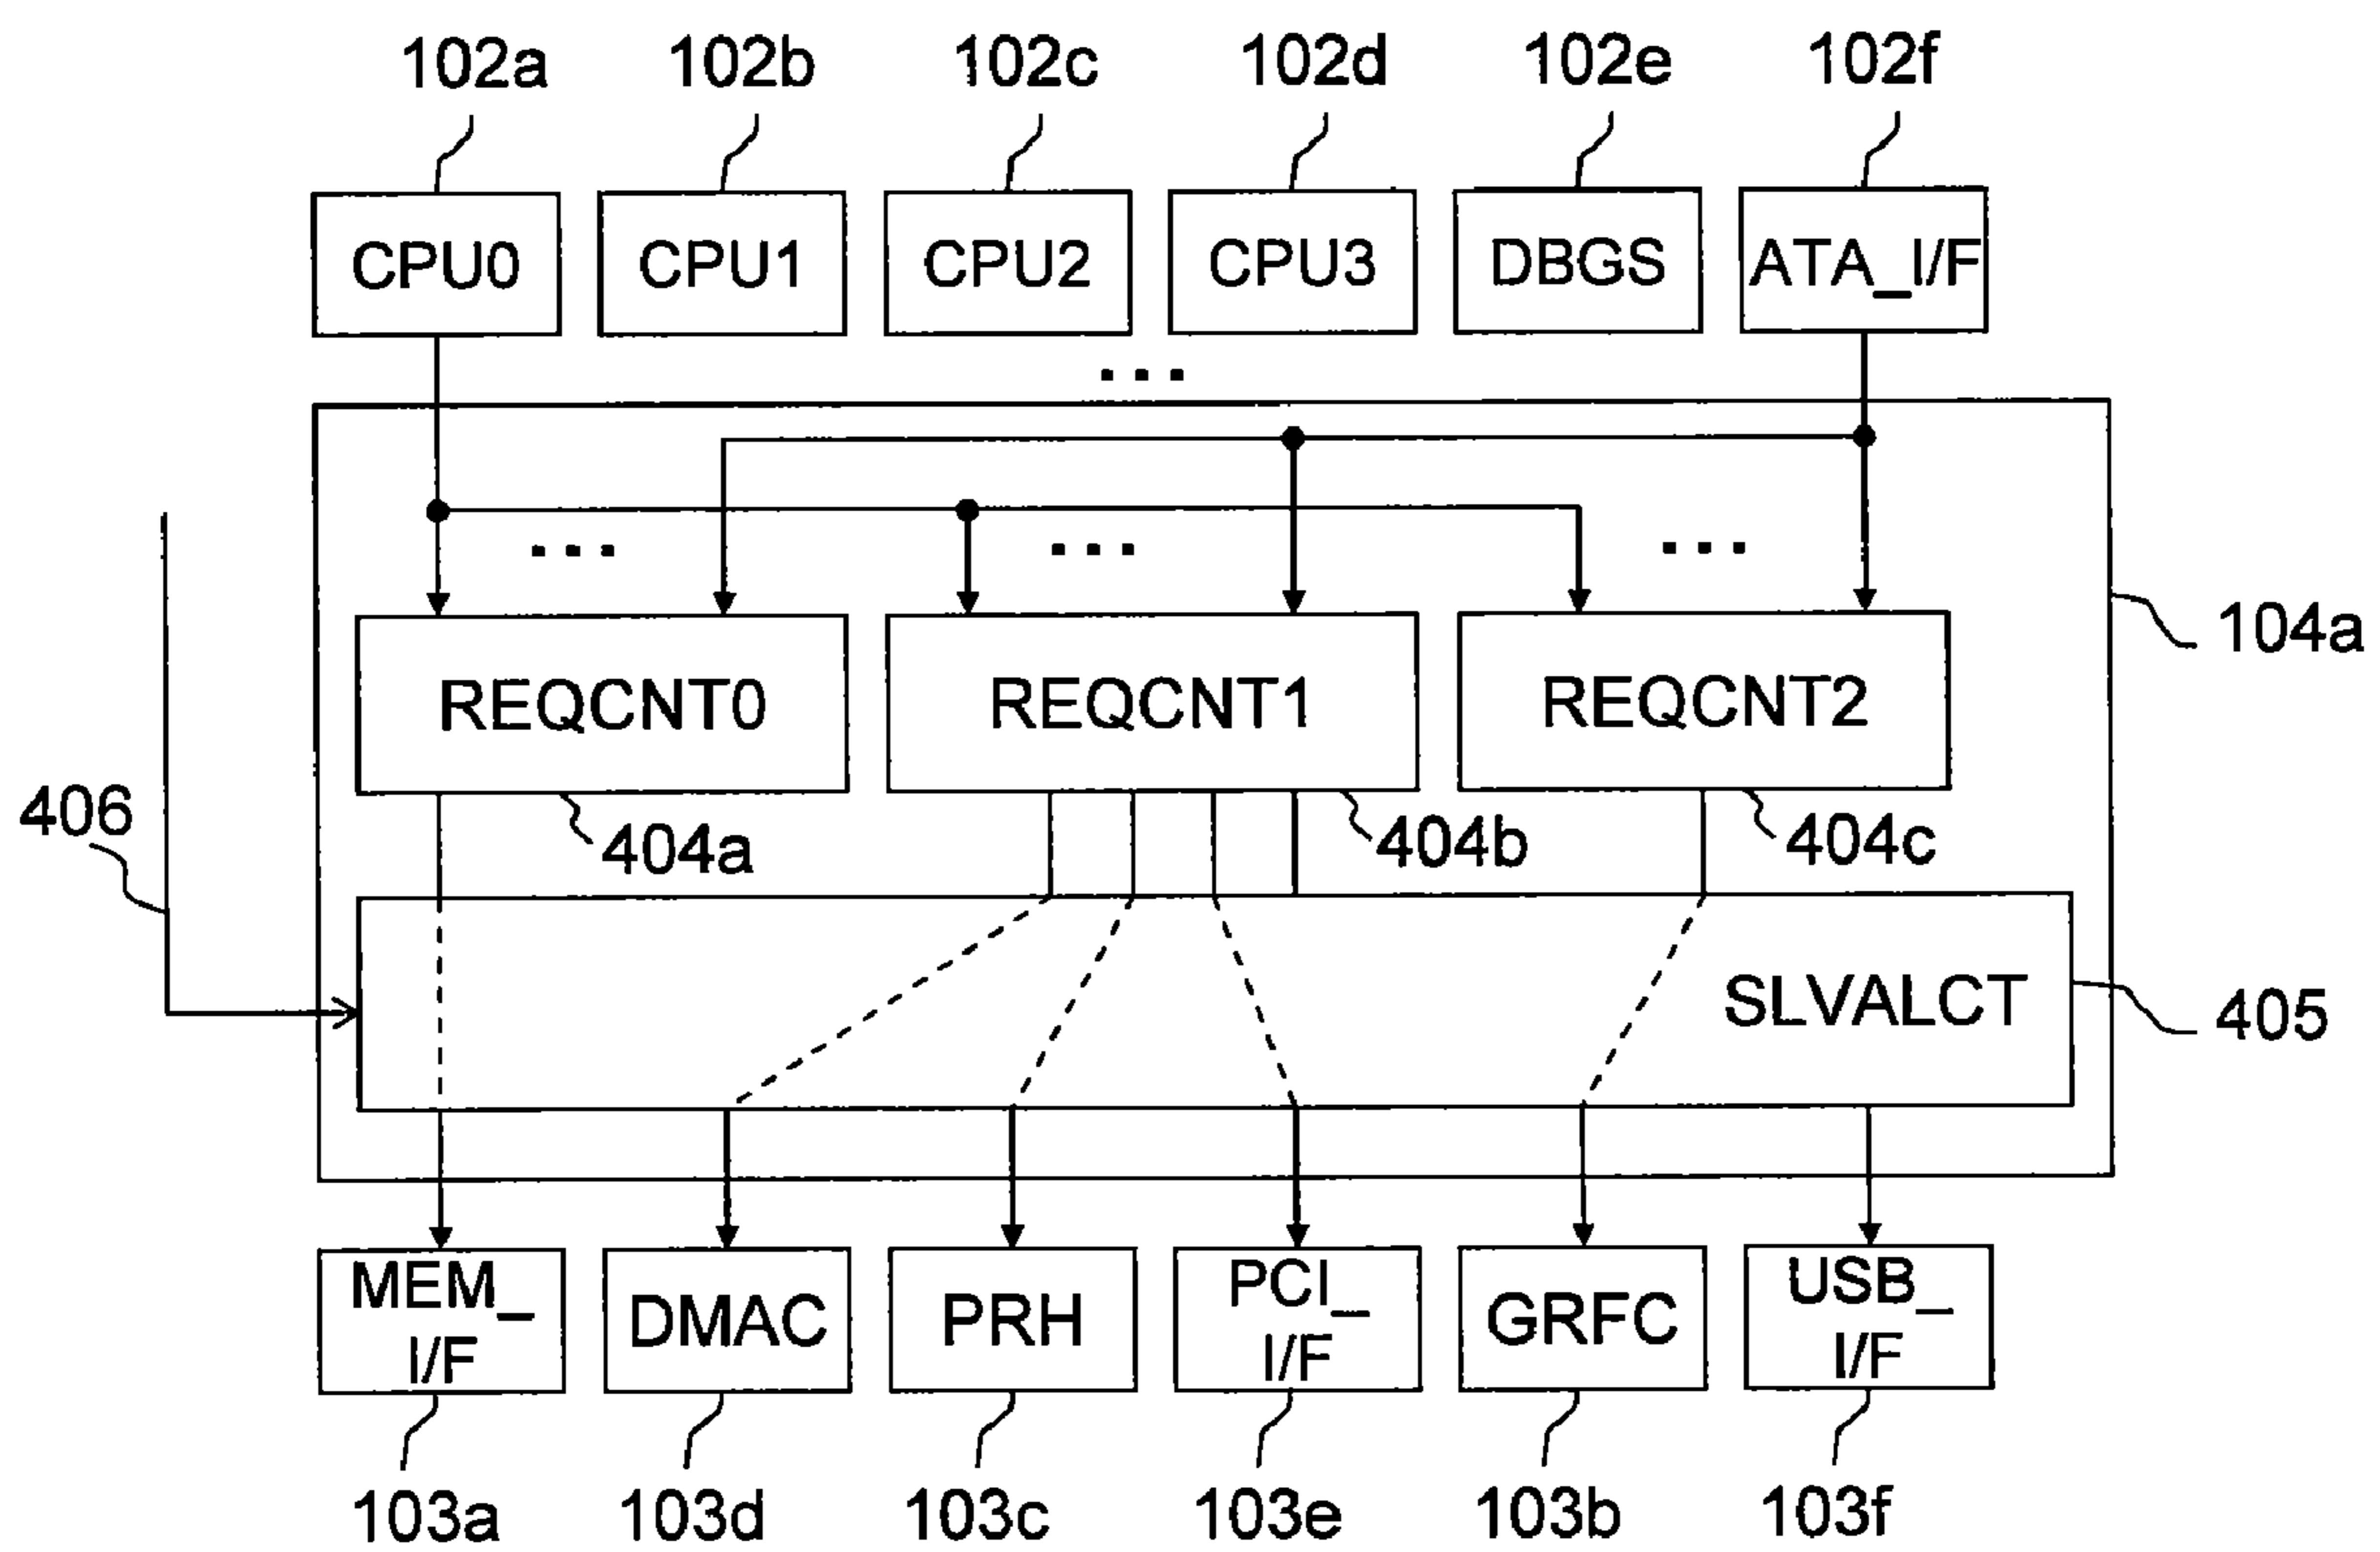 102a 102b 102c 102d 102e 102f
CPU0 CPU1 CPU2 CPU3 DBGS ATA_I/F
...
... ... ...
104a
REQCNT0 REQCNT1 REQCNT2
406
404a 404b 404c
SLVALCT
405
MEM_ DMAC PRH PCI_ GRFC USB_
I/F I/F I/F
103a 103d 103c 103e 103b 103f